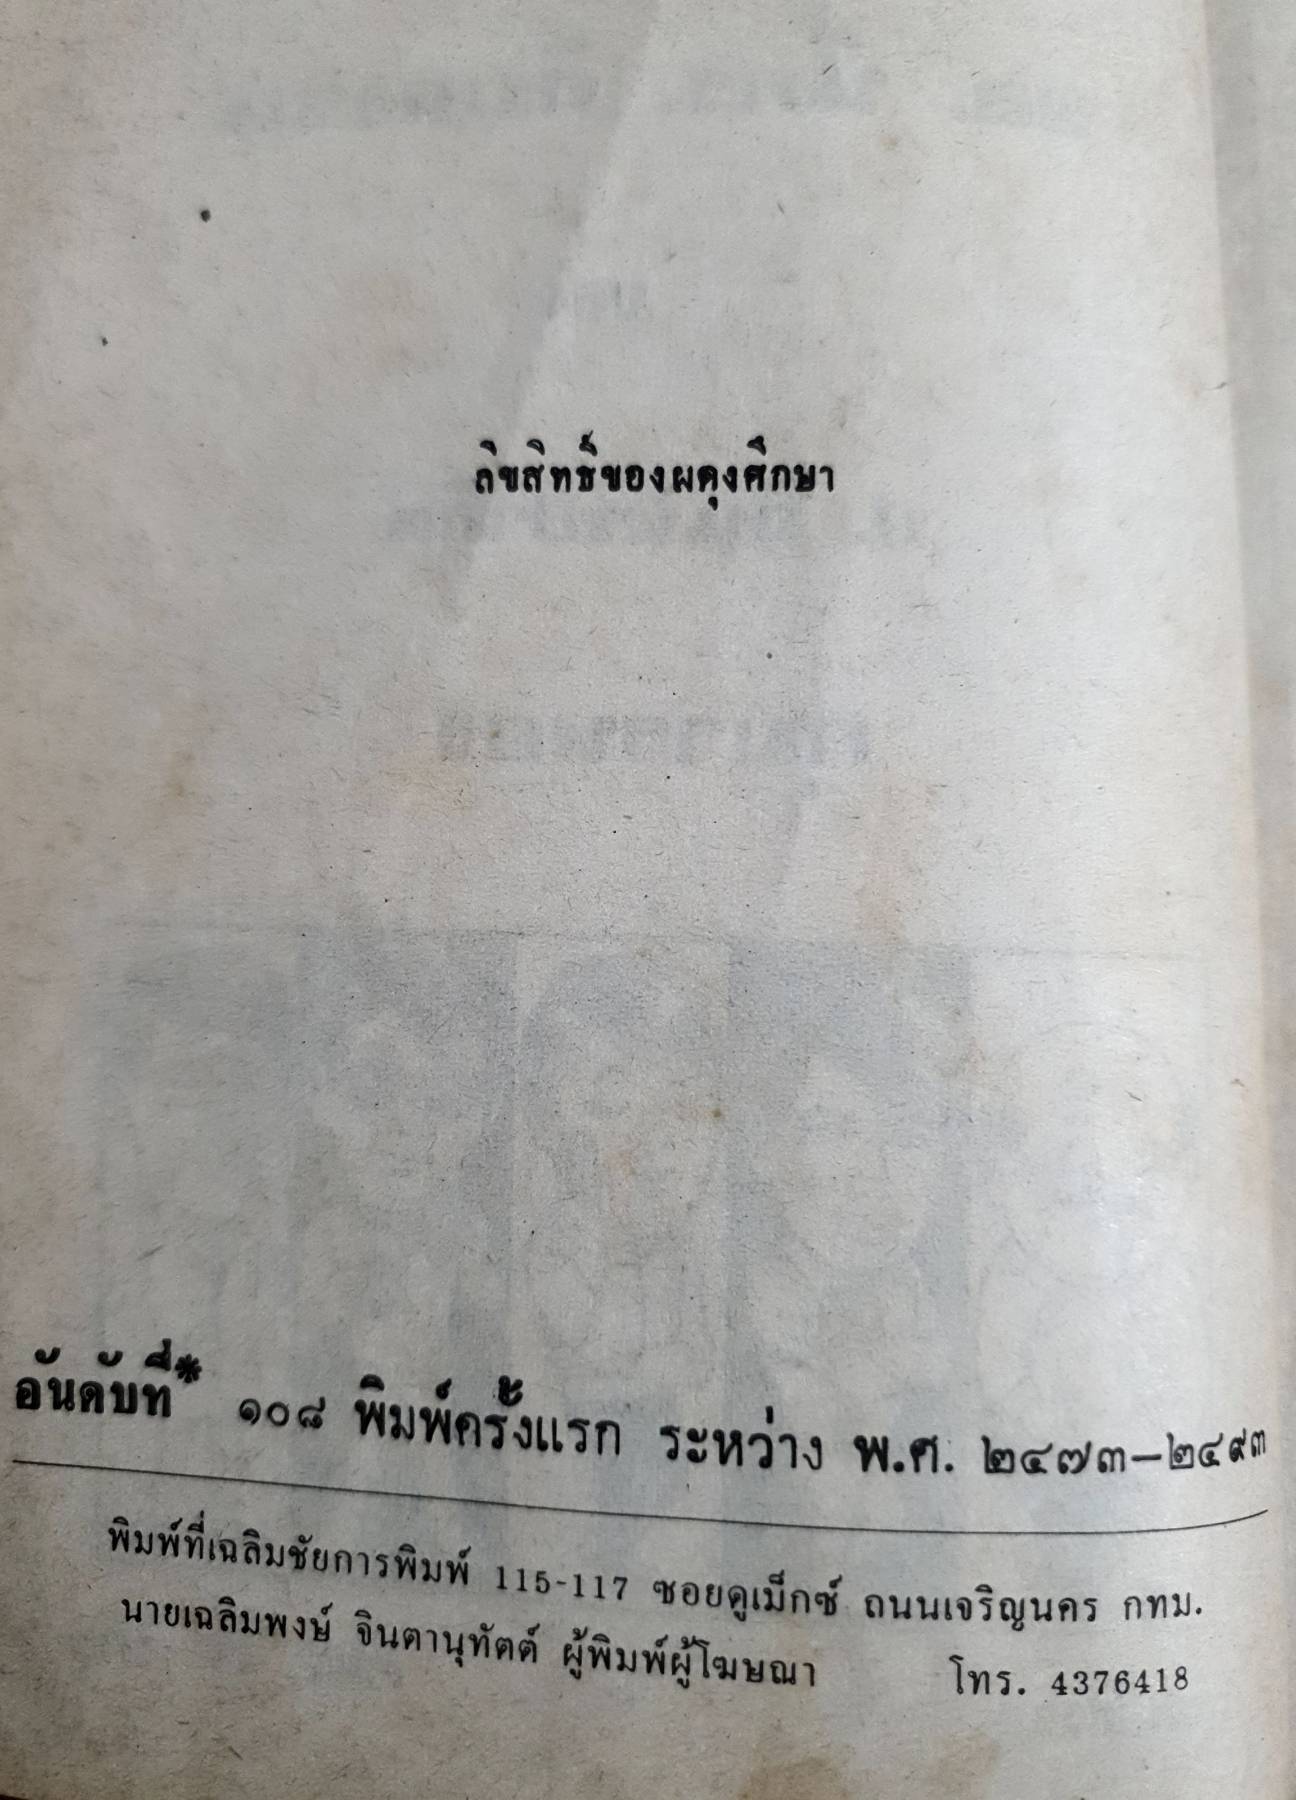 ลิขสิทธิ์ของผดุงศึกษา
อันดับที่* ๑๐๘ พิมพ์ครั้งแรก ระหว่าง พ.ศ. ๒๔๗๓–๒๔๙๓
พิมพ์ที่เฉลิมชัยการพิมพ์ 115-117 ซอยดูเม็กซ์ ถนนเจริญนคร กทม.
นายเฉลิมพงษ์ จินตานุทัตต์ ผู้พิมพ์ผู้โฆษณา โทร. 4376418